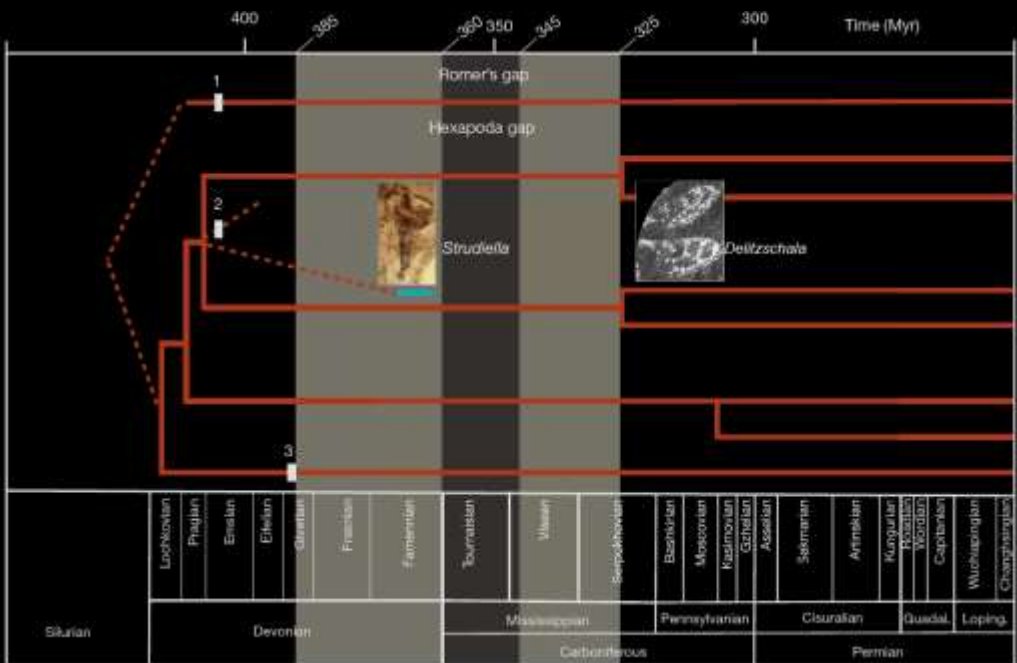 400 385 360 350 345 325 300 Time (Myr)
Romer's gap
1
Hexapoda gap
2
Strudiella
Delitzschala
3
Lochkovian Pragian Emsian Eifelian Givetian Frasnian Famennian Tournaisian Visean Serpukhovian Bashkirian Moscovian Kasimovian Gzhelian Asselian Sakmarian Artinskian Kungurian Roadian Wordian Capitanian Wuchiapingian Changhsingian
Mississippian Pennsylvanian Cisuralian Guadal. Loping.
Silurian Devonian Carboniferous Permian